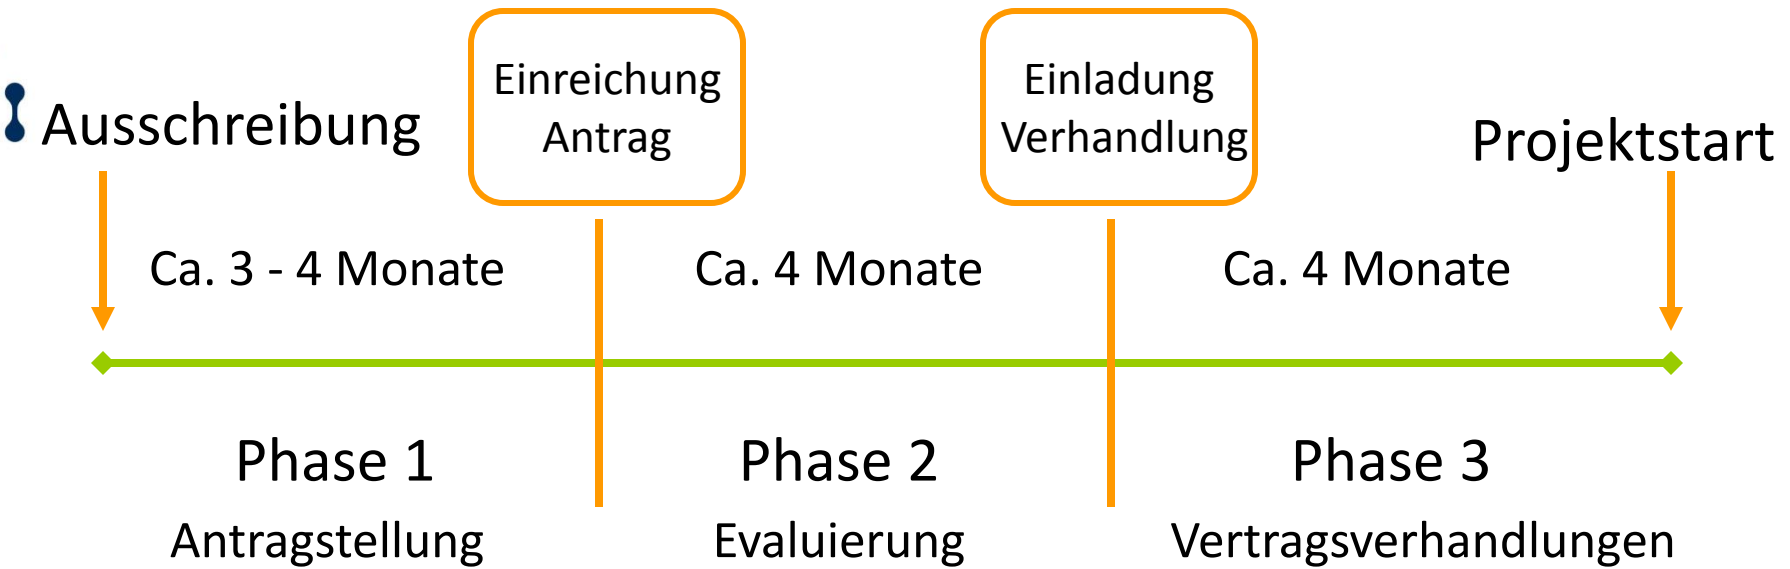 Ausschreibung
Einreichung
Antrag
Einladung
Verhandlung
Projektstart
Ca. 3 - 4 Monate
Ca. 4 Monate
Ca. 4 Monate
Phase 1
Phase 2
Phase 3
Antragstellung
Evaluierung
Vertragsverhandlungen